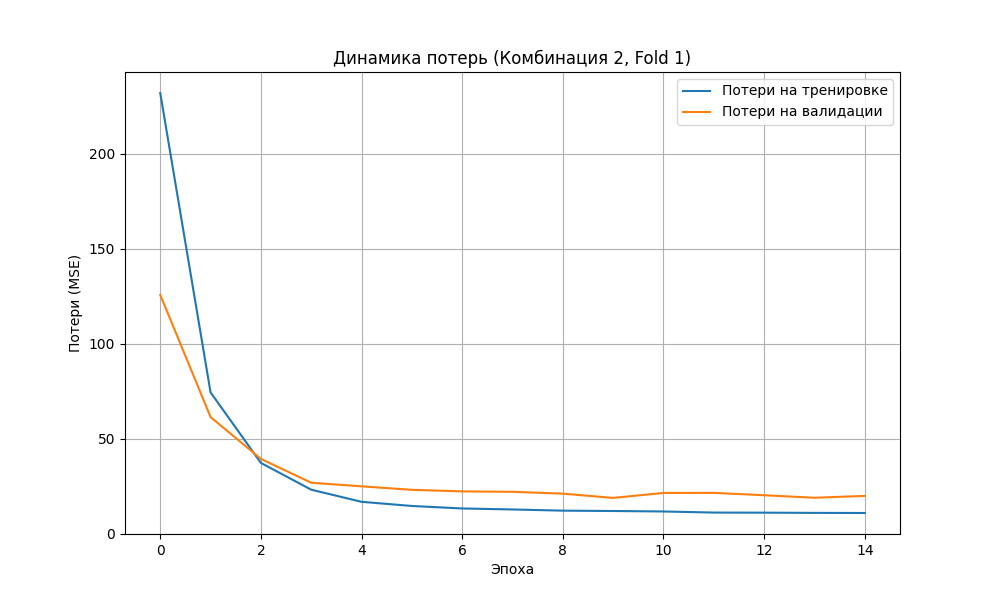 Динамика потерь (Комбинация 2, Fold 1)
Потери на тренировке
Потери на валидации
200
150
100
50
0
Потери (MSE)
0 2 4 6 8 10 12 14
Эпоха